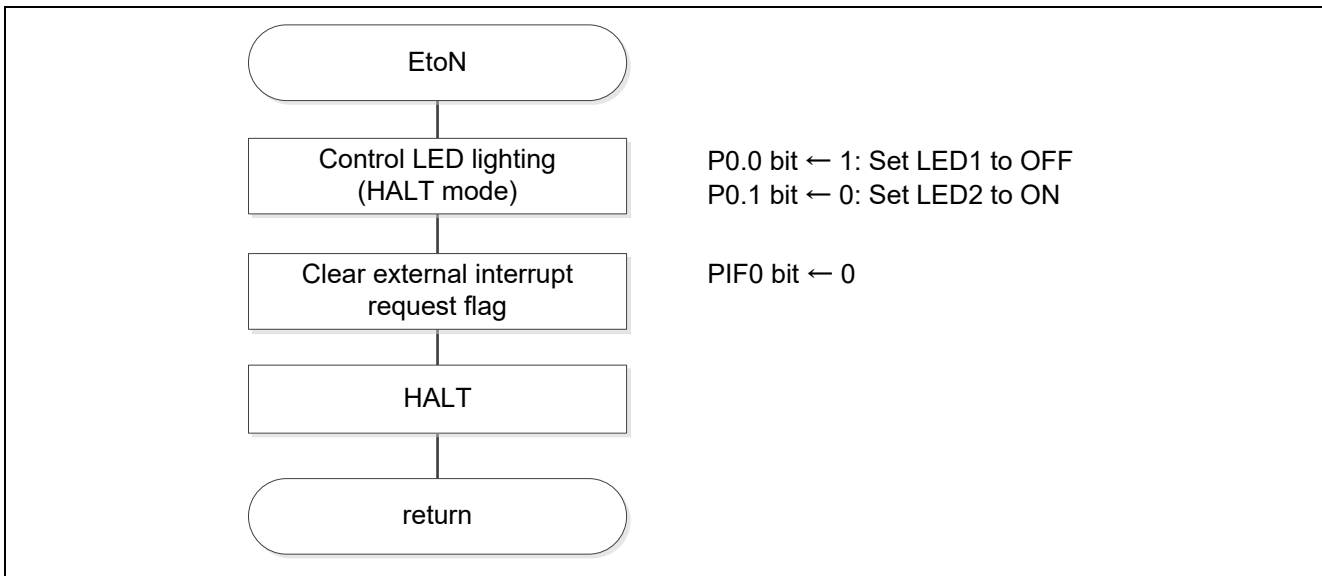 EtoN
Control LED lighting
(HALT mode)
P0.0 bit ← 1: Set LED1 to OFF
P0.1 bit ← 0: Set LED2 to ON
Clear external interrupt
request flag
PIF0 bit ← 0
HALT
return